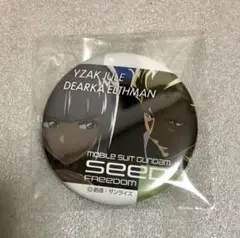 YZAK JULE
DEARKA ELTHMAN
MOBILE SUIT GUNDAM
SEED
FREEDOM
©創通・サンライズ